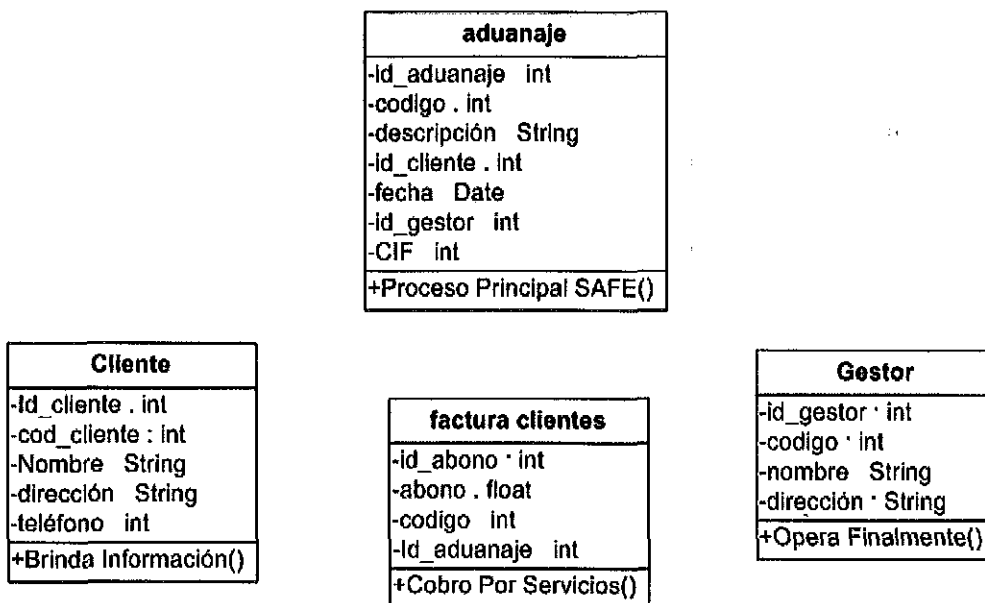 aduanaje
-id_aduanaje int
-codigo . int
-descripción String
-id_cliente . int
-fecha Date
-id_gestor int
-CIF int
+Proceso Principal SAFE()
Cliente
-Id_cliente . int
-cod_cliente : int
-Nombre String
-dirección String
-teléfono int
+Brinda Información()
factura clientes
-id_abono · int
-abono . float
-codigo int
-Id_aduanaje int
+Cobro Por Servicios()
Gestor
-id_gestor · int
-codigo · int
-nombre String
-dirección · String
+Opera Finalmente()